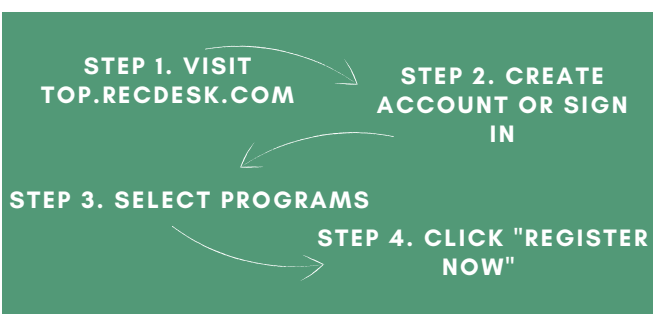 STEP 1. VISIT
TOP.RECDESK.COM
STEP 2. CREATE
ACCOUNT OR SIGN
IN
STEP 3. SELECT PROGRAMS
STEP 4. CLICK "REGISTER
NOW"